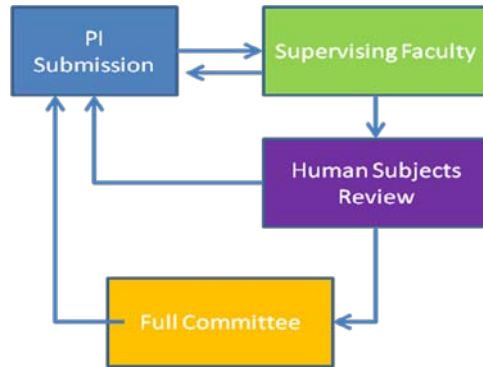 PI
Submission
Supervising Faculty
Human Subjects
Review
Full Committee